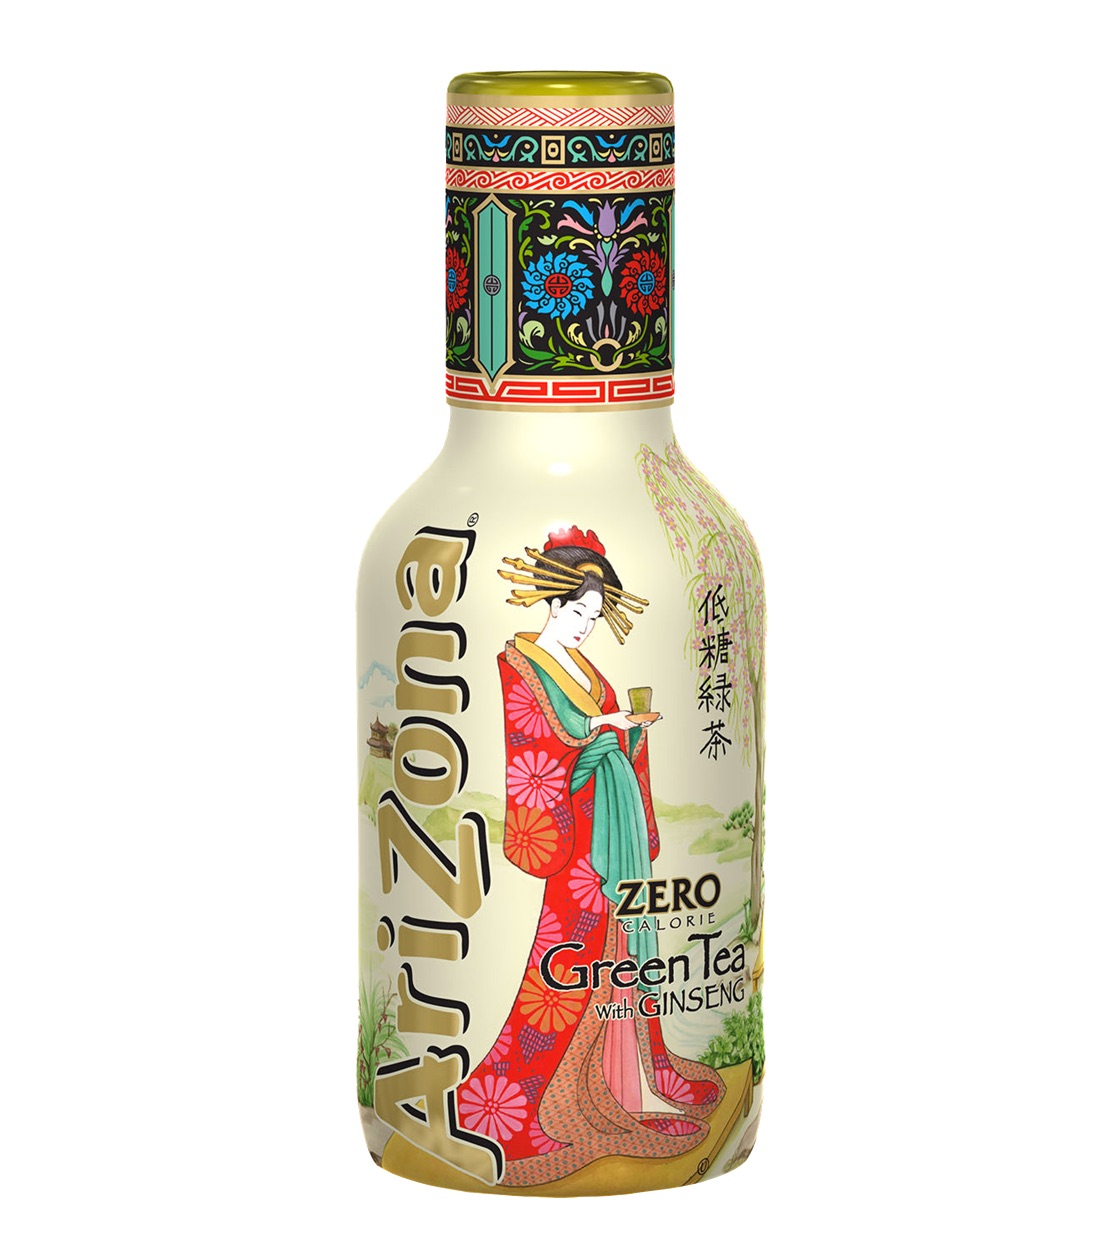 AriZona®
低糖緑茶
ZERO
CALORIE
Green Tea
With GINSENG